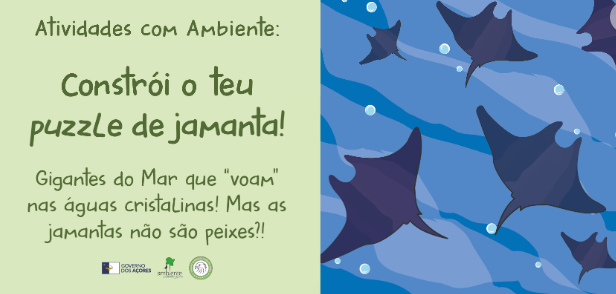 Atividades com Ambiente:
Constrói o teu
puzzle de jamanta!
Gigantes do Mar que "voam"
nas águas cristalinas! Mas as
jamantas não são peixes?!
GOVERNO
DOS AÇORES
ambiente